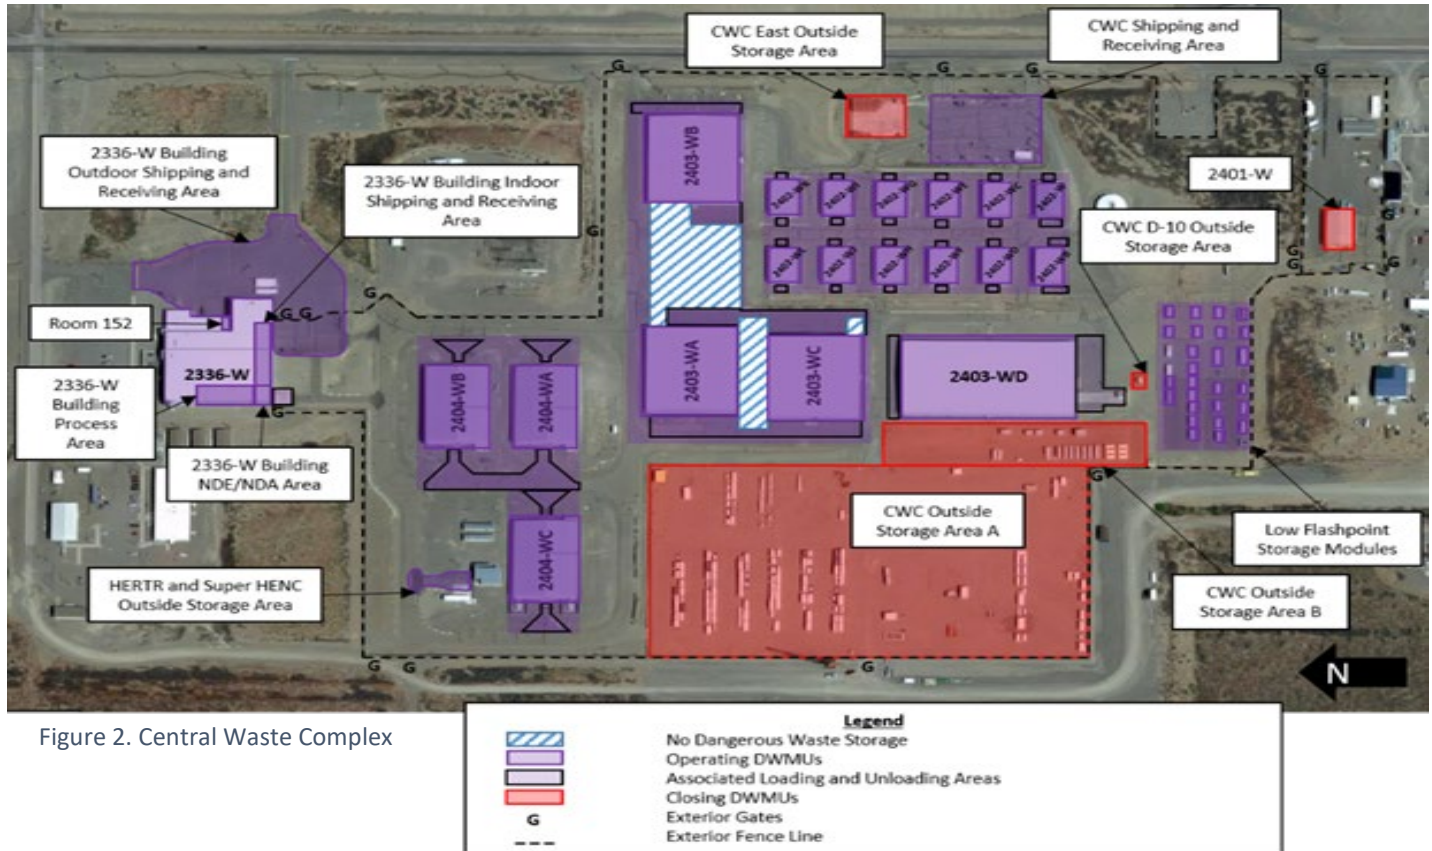 CWC East Outside
Storage Area
CWC Shipping and
Receiving Area
G
G
G
G
2336-W Building
Outdoor Shipping and
Receiving Area
2336-W Building Indoor
Shipping and Receiving
Area
2403-WB
2401-W
CWC D-10 Outside
Storage Area
G
G
G
G
G
G
G G
Room 152
2336-W
2336-W
Building
Process
Area
2336-W Building
NDE/NDA Area
G
2404-WB
2404-WA
2403-WA
2403-WC
2403-WD
G
CWC Outside
Storage Area A
Low Flashpoint
Storage Modules
CWC Outside
Storage Area B
2404-WC
HERTR and Super HENC
Outside Storage Area
G G
G
N
Figure 2. Central Waste Complex
Legend
No Dangerous Waste Storage
Operating DWMUs
Associated Loading and Unloading Areas
Closing DWMUs
G
Exterior Gates
Exterior Fence Line